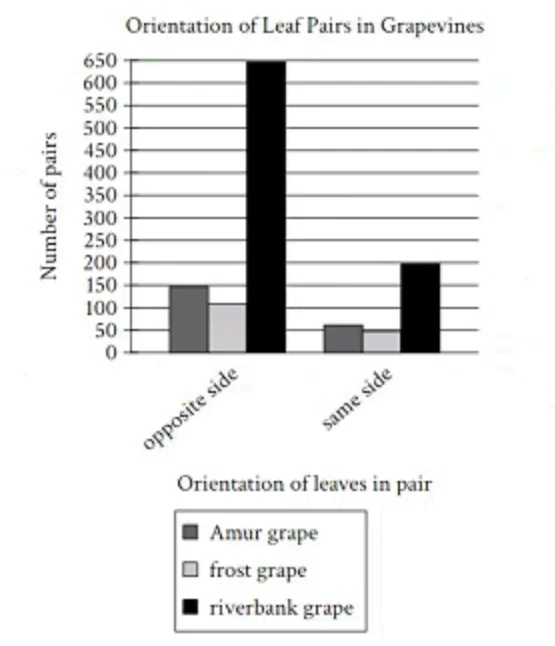 Orientation of Leaf Pairs in Grapevines
Number of pairs
650
600
550
500
450
400
350
300
250
200
150
100
50
0
opposite side
same side
Orientation of leaves in pair
Amur grape
frost grape
riverbank grape